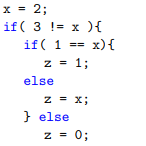 x = 2;
if( 3 != x ){
if( 1 == x){
z = 1;
else
z = x;
} else
z = 0;